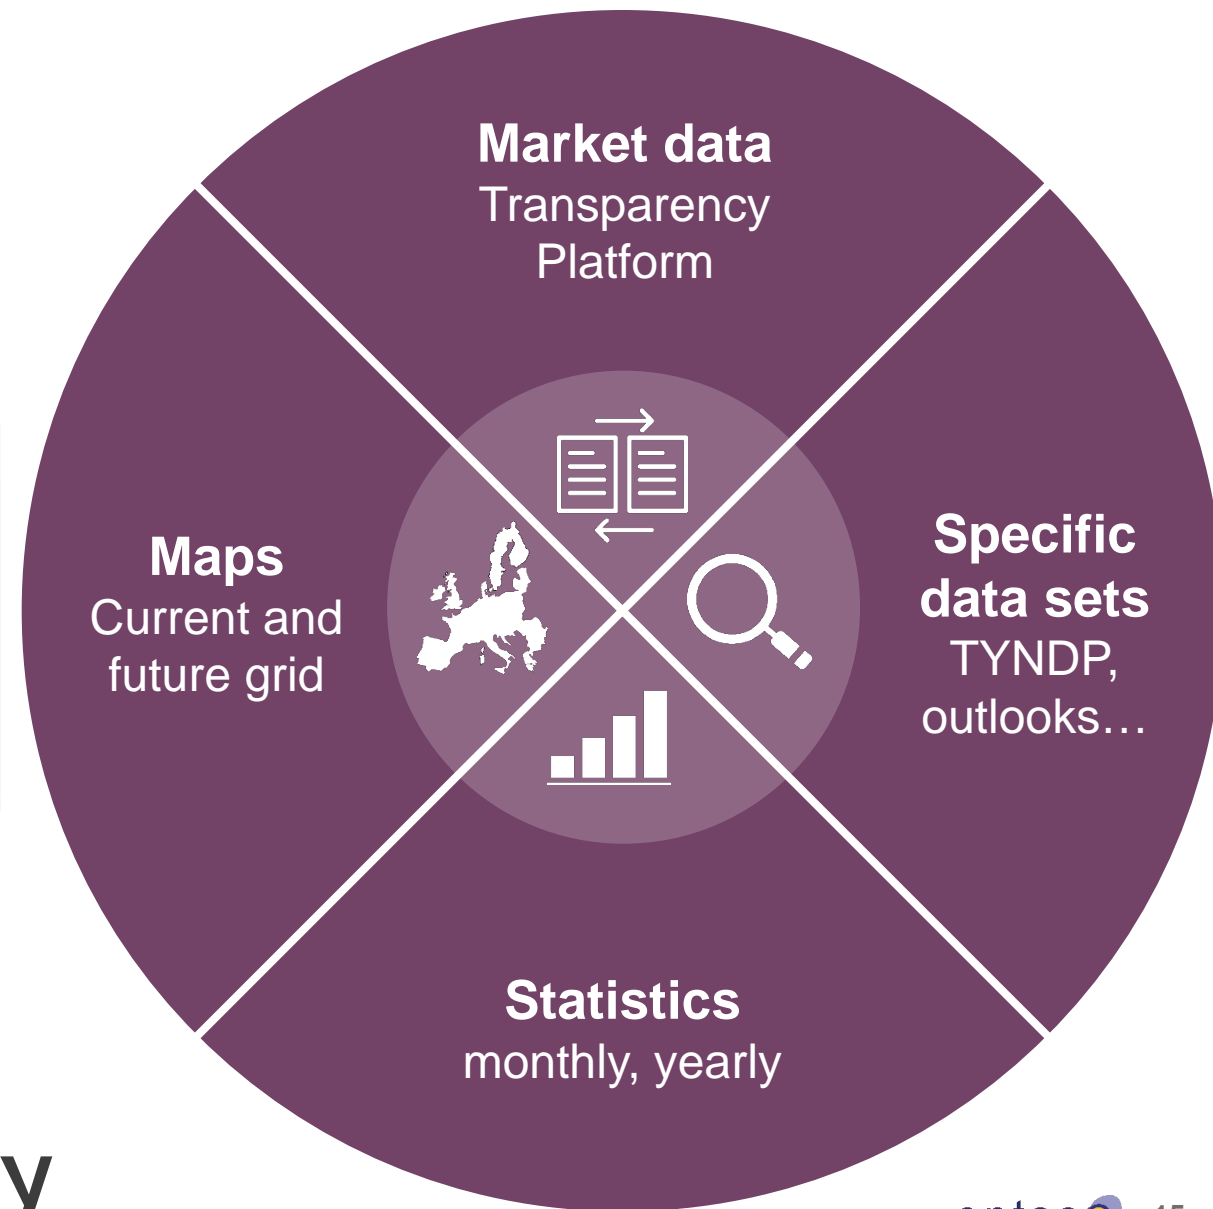 Market data
Transparency
Platform
Maps
Current and
future grid
Specific
data sets
TYNDP,
outlooks…
Statistics
monthly, yearly
y